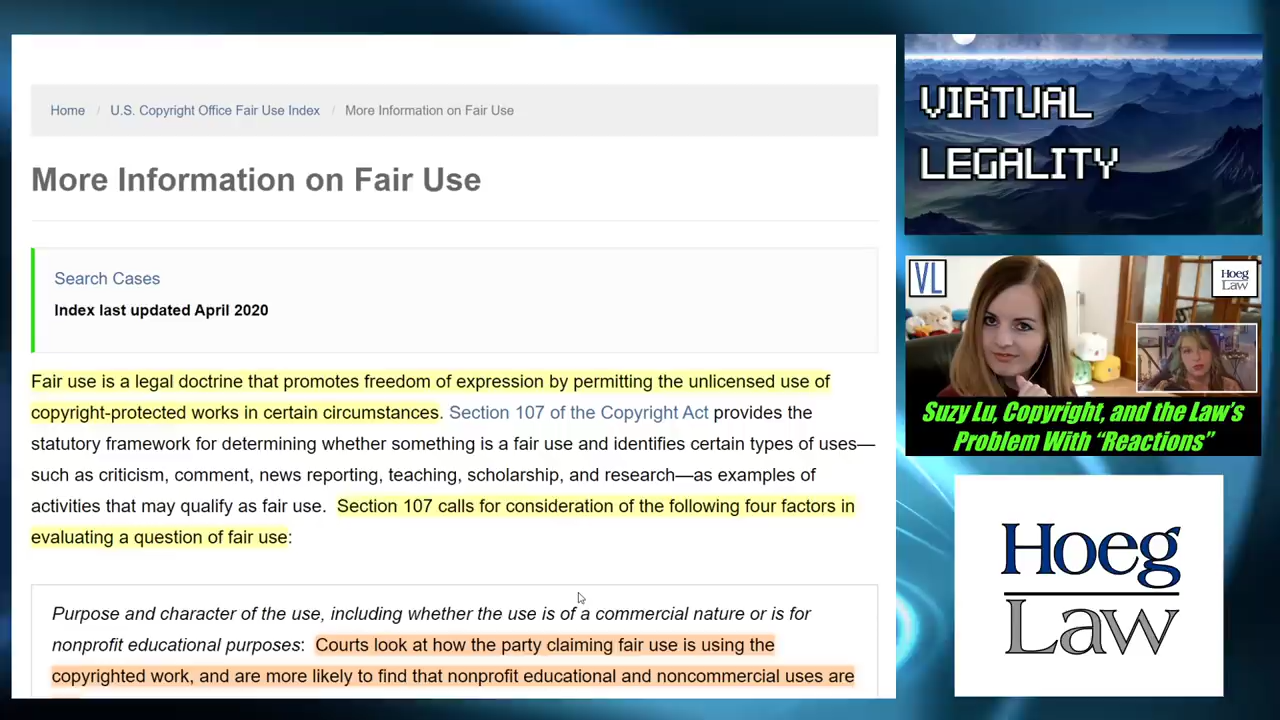 Home / U.S. Copyright Office Fair Use Index / More Information on Fair Use
More Information on Fair Use
Search Cases
Index last updated April 2020
Fair use is a legal doctrine that promotes freedom of expression by permitting the unlicensed use of
copyright-protected works in certain circumstances. Section 107 of the Copyright Act provides the
statutory framework for determining whether something is a fair use and identifies certain types of uses—
such as criticism, comment, news reporting, teaching, scholarship, and research—as examples of
activities that may qualify as fair use. Section 107 calls for consideration of the following four factors in
evaluating a question of fair use:
Purpose and character of the use, including whether the use is of a commercial nature or is for
nonprofit educational purposes: Courts look at how the party claiming fair use is using the
copyrighted work, and are more likely to find that nonprofit educational and noncommercial uses are
VIRTUAL
LEGALITY
VL
Hoeg
Law
Suzy Lu, Copyright, and the Law's
Problem With "Reactions"
Hoeg
Law